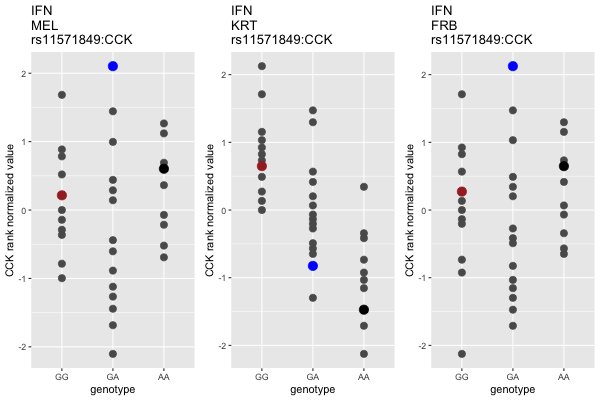 IFN
MEL
rs11571849:CCK
CCK rank normalized value
2
1
0
-1
-2
GG
GA
AA
genotype
IFN
KRT
rs11571849:CCK
CCK rank normalized value
2
1
0
-1
-2
GG
GA
AA
genotype
IFN
FRB
rs11571849:CCK
CCK rank normalized value
2
1
0
-1
-2
GG
GA
AA
genotype